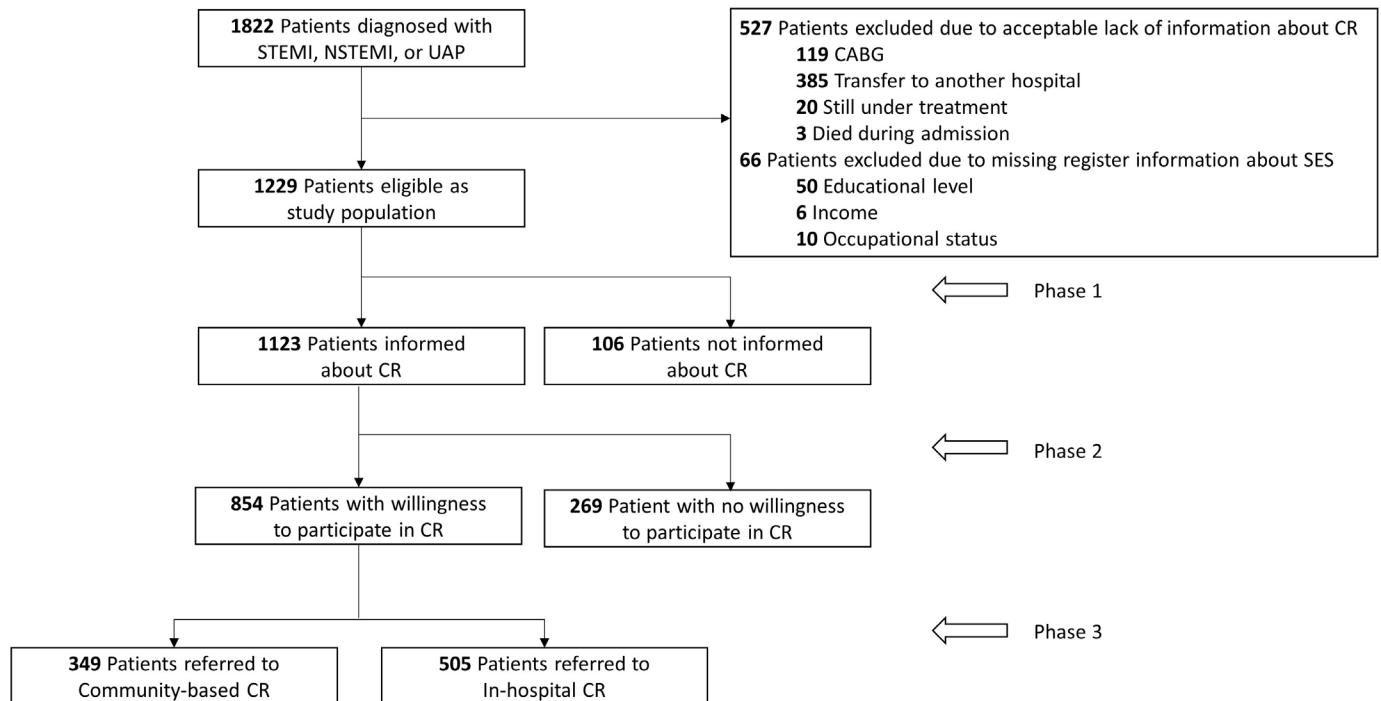 1822 Patients diagnosed with
STEMI, NSTEMI, or UAP
527 Patients excluded due to acceptable lack of information about CR
119 CABG
385 Transfer to another hospital
20 Still under treatment
3 Died during admission
66 Patients excluded due to missing register information about SES
50 Educational level
6 Income
10 Occupational status
1229 Patients eligible as
study population
Phase 1
1123 Patients informed
about CR
106 Patients not informed
about CR
Phase 2
854 Patients with willingness
to participate in CR
269 Patient with no willingness
to participate in CR
Phase 3
349 Patients referred to
Community-based CR
505 Patients referred to
In-hospital CR